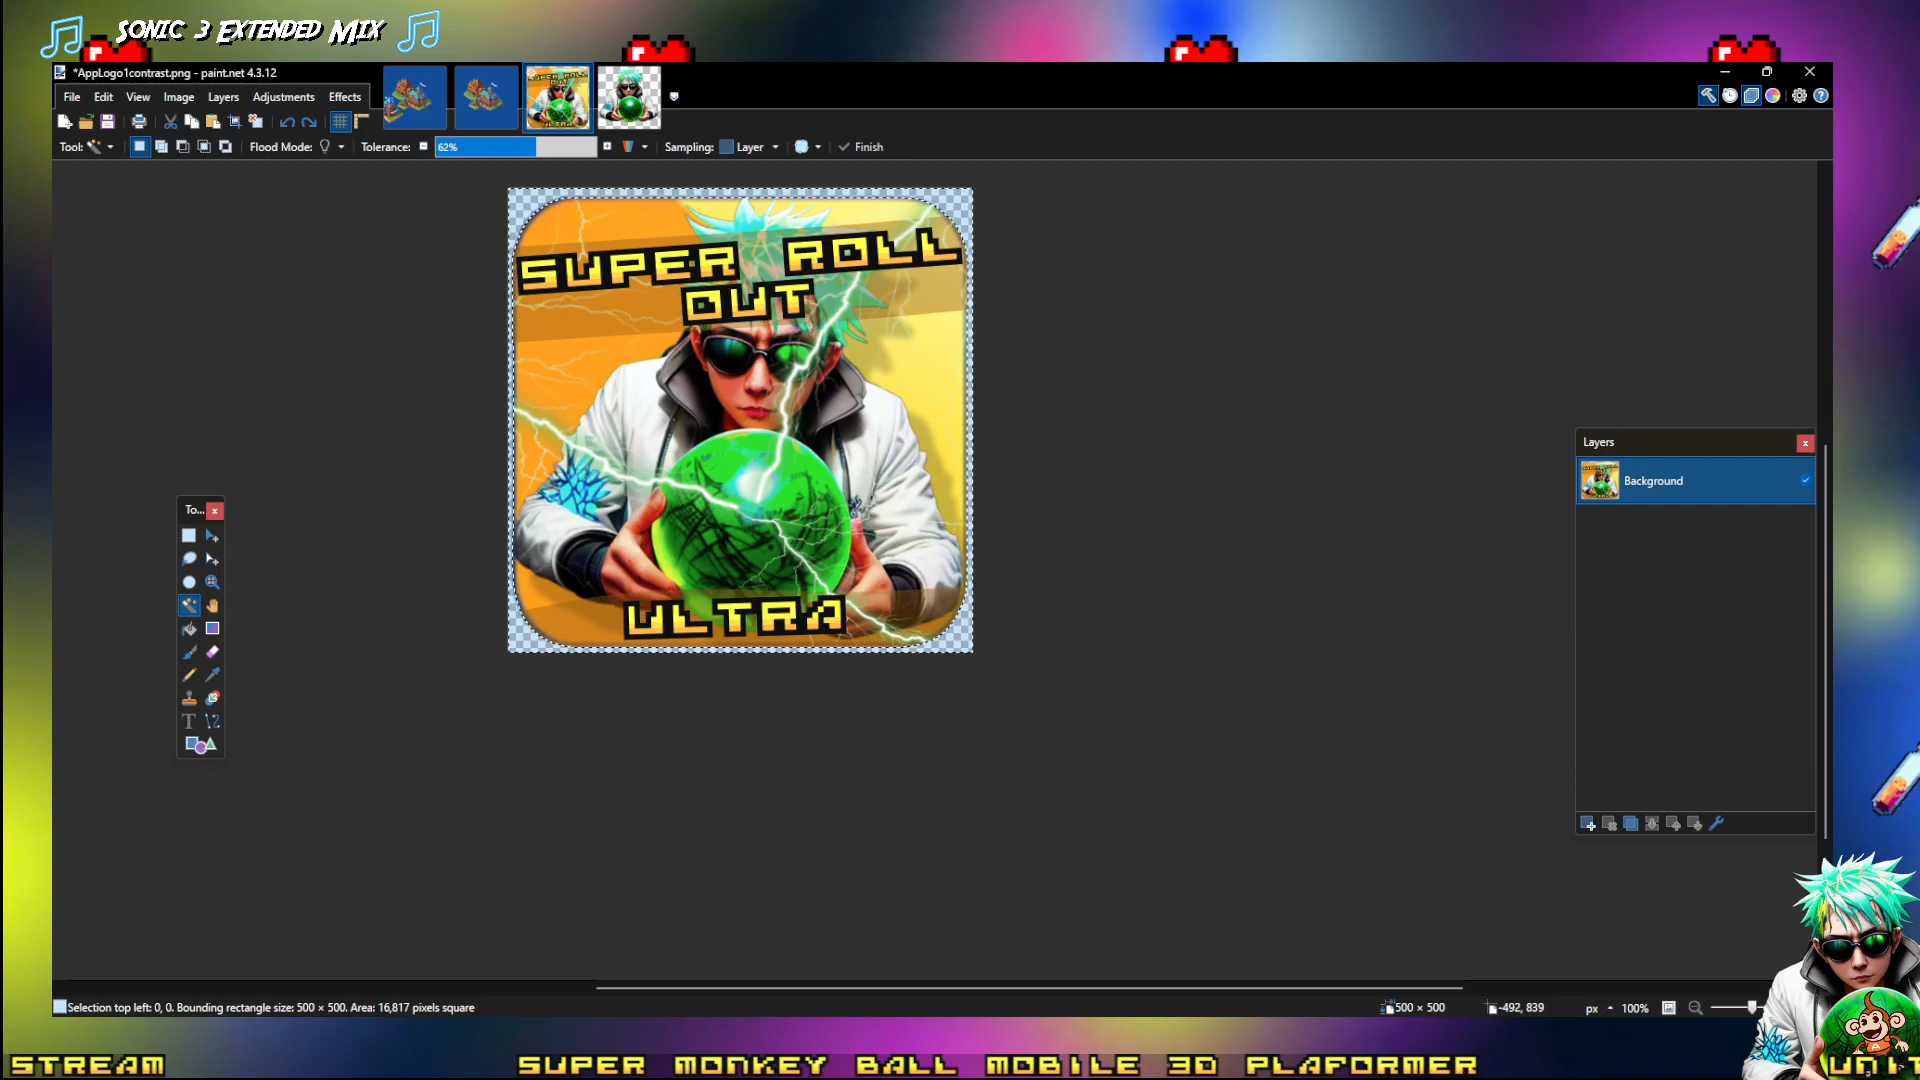 Sonic 3 Extended Mix
*AppLogo1contrast.png - paint.net 4.3.12
File Edit View Image Layers Adjustments Effects
Tool: Flood Mode: Tolerance: 62% Sampling: Layer Finish
SUPER ROLL
OUT
ULTRA
Layers
Background
To...
T
Selection top left: 0, 0. Bounding rectangle size: 500 × 500. Area: 16,817 pixels square
500 × 500 -492, 839 px 100%
STREAM SUPER MONKEY BALL MOBILE 3D PLAFORMER